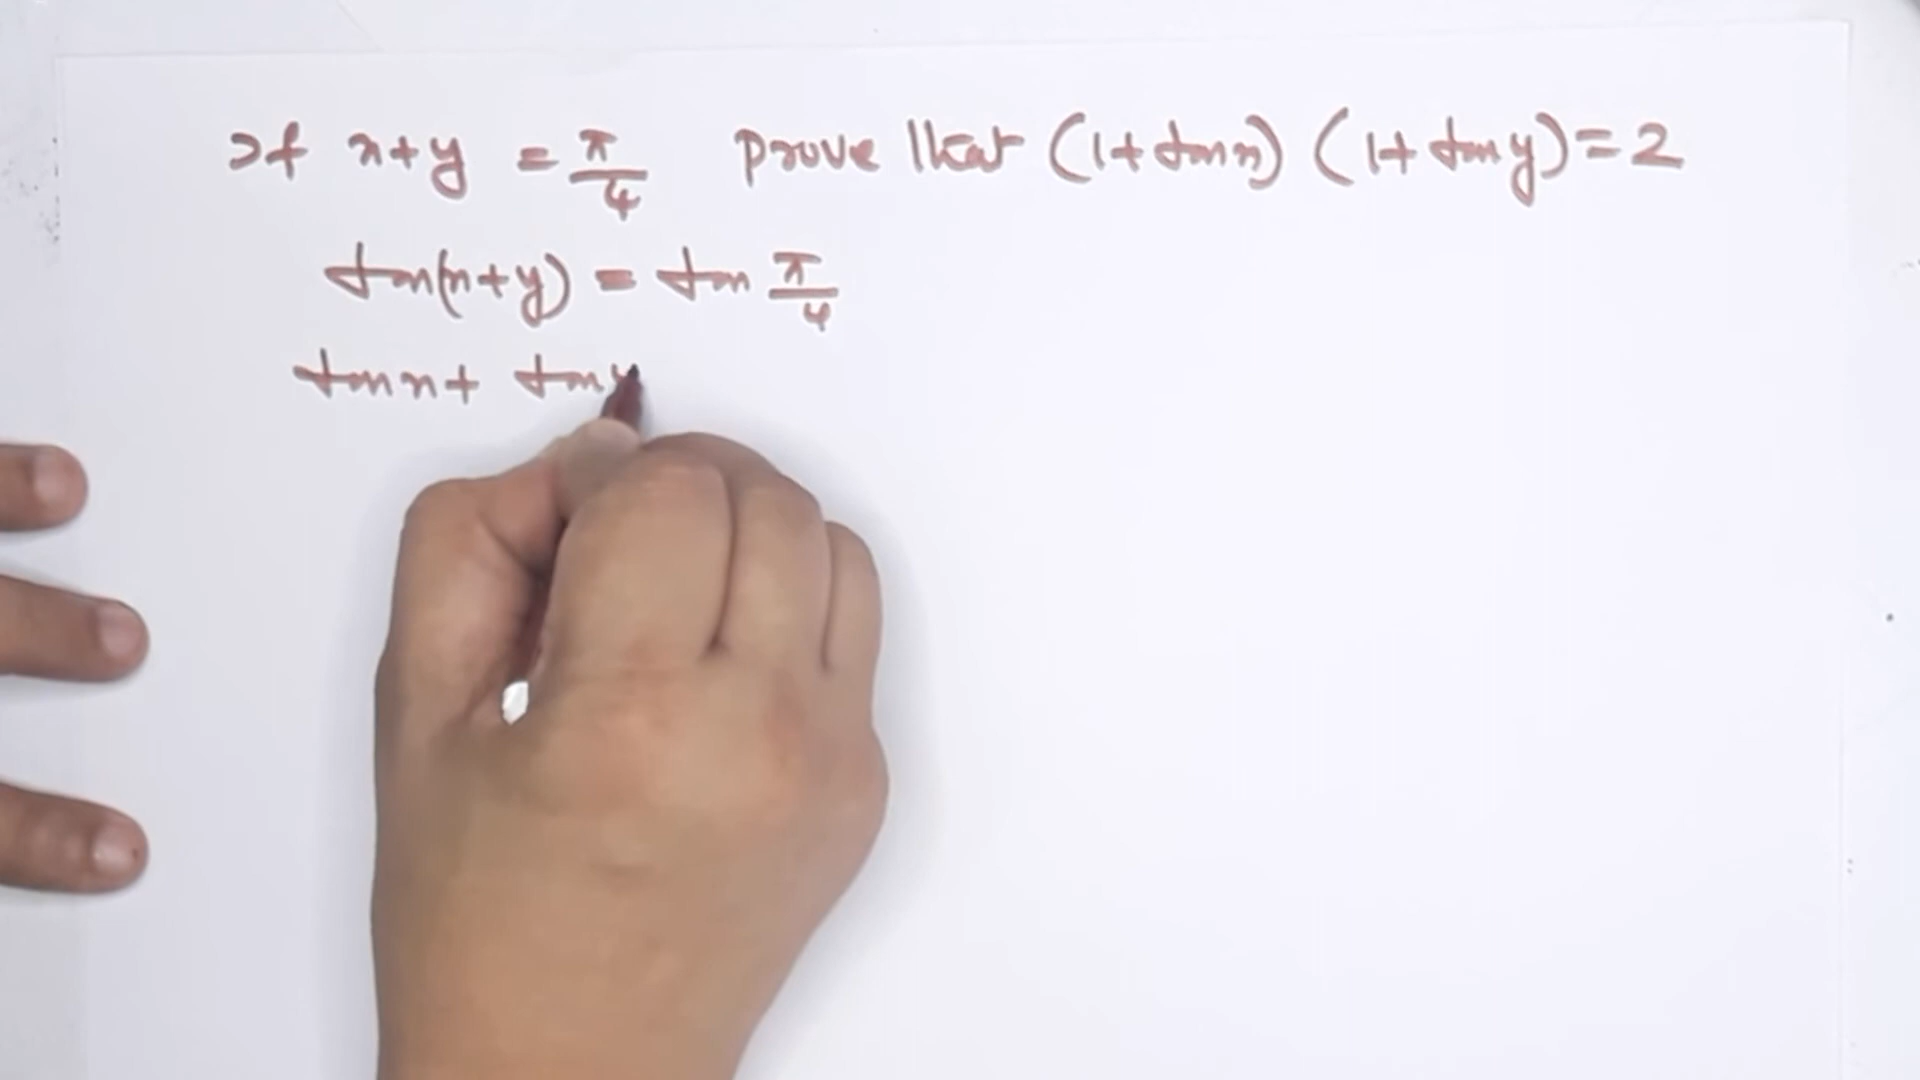 If x+y = π/4 prove that (1+tan x) (1+ tan y)=2
tan(x+y) = tan π/4
tan x + tan y